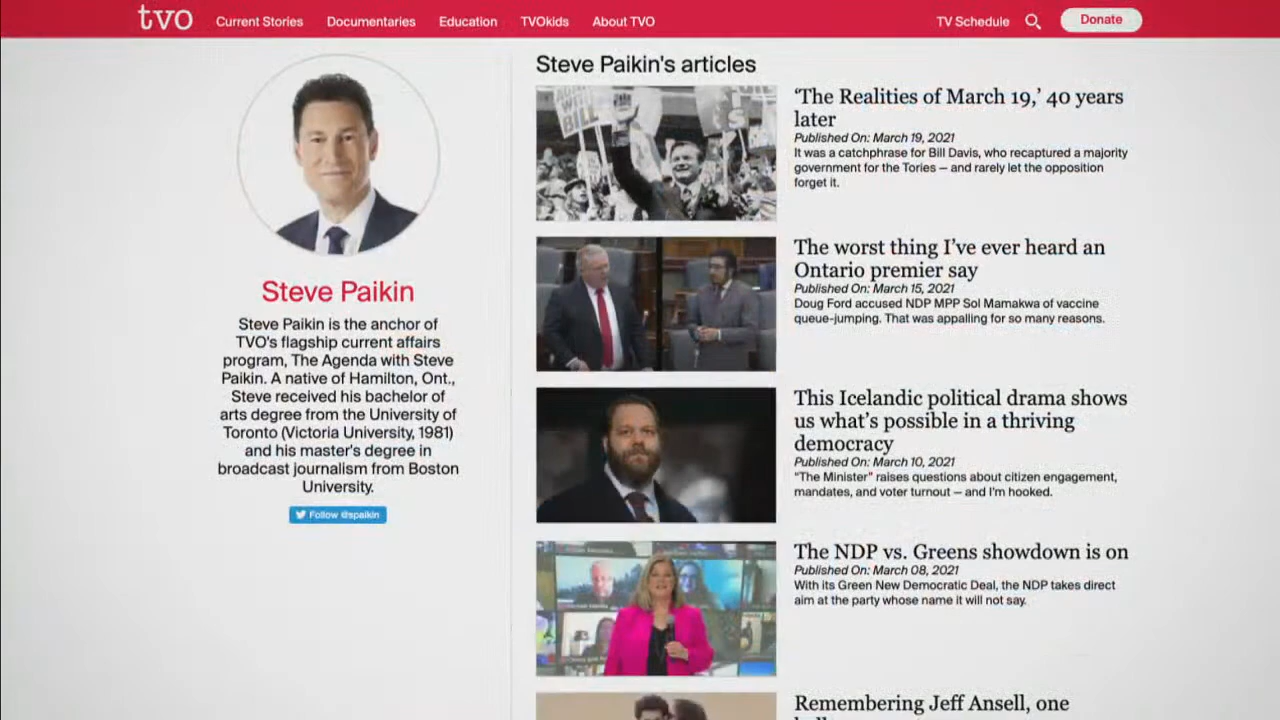 tvo
Current Stories
Documentaries
Education
TVOkids
About TVO
TV Schedule
Donate
Steve Paikin
Steve Paikin is the anchor of
TVO's flagship current affairs
program, The Agenda with Steve
Paikin. A native of Hamilton, Ont.,
Steve received his bachelor of
arts degree from the University of
Toronto (Victoria University, 1981)
and his master's degree in
broadcast journalism from Boston
University.
Follow @spaikin
Steve Paikin's articles
WITH
BILL
‘The Realities of March 19,’ 40 years
later
Published On: March 19, 2021
It was a catchphrase for Bill Davis, who recaptured a majority
government for the Tories — and rarely let the opposition
forget it.
The worst thing I’ve ever heard an
Ontario premier say
Published On: March 15, 2021
Doug Ford accused NDP MPP Sol Mamakwa of vaccine
queue-jumping. That was appalling for so many reasons.
This Icelandic political drama shows
us what’s possible in a thriving
democracy
Published On: March 10, 2021
“The Minister” raises questions about citizen engagement,
mandates, and voter turnout — and I’m hooked.
The NDP vs. Greens showdown is on
Published On: March 08, 2021
With its Green New Democratic Deal, the NDP takes direct
aim at the party whose name it will not say.
Remembering Jeff Ansell, one